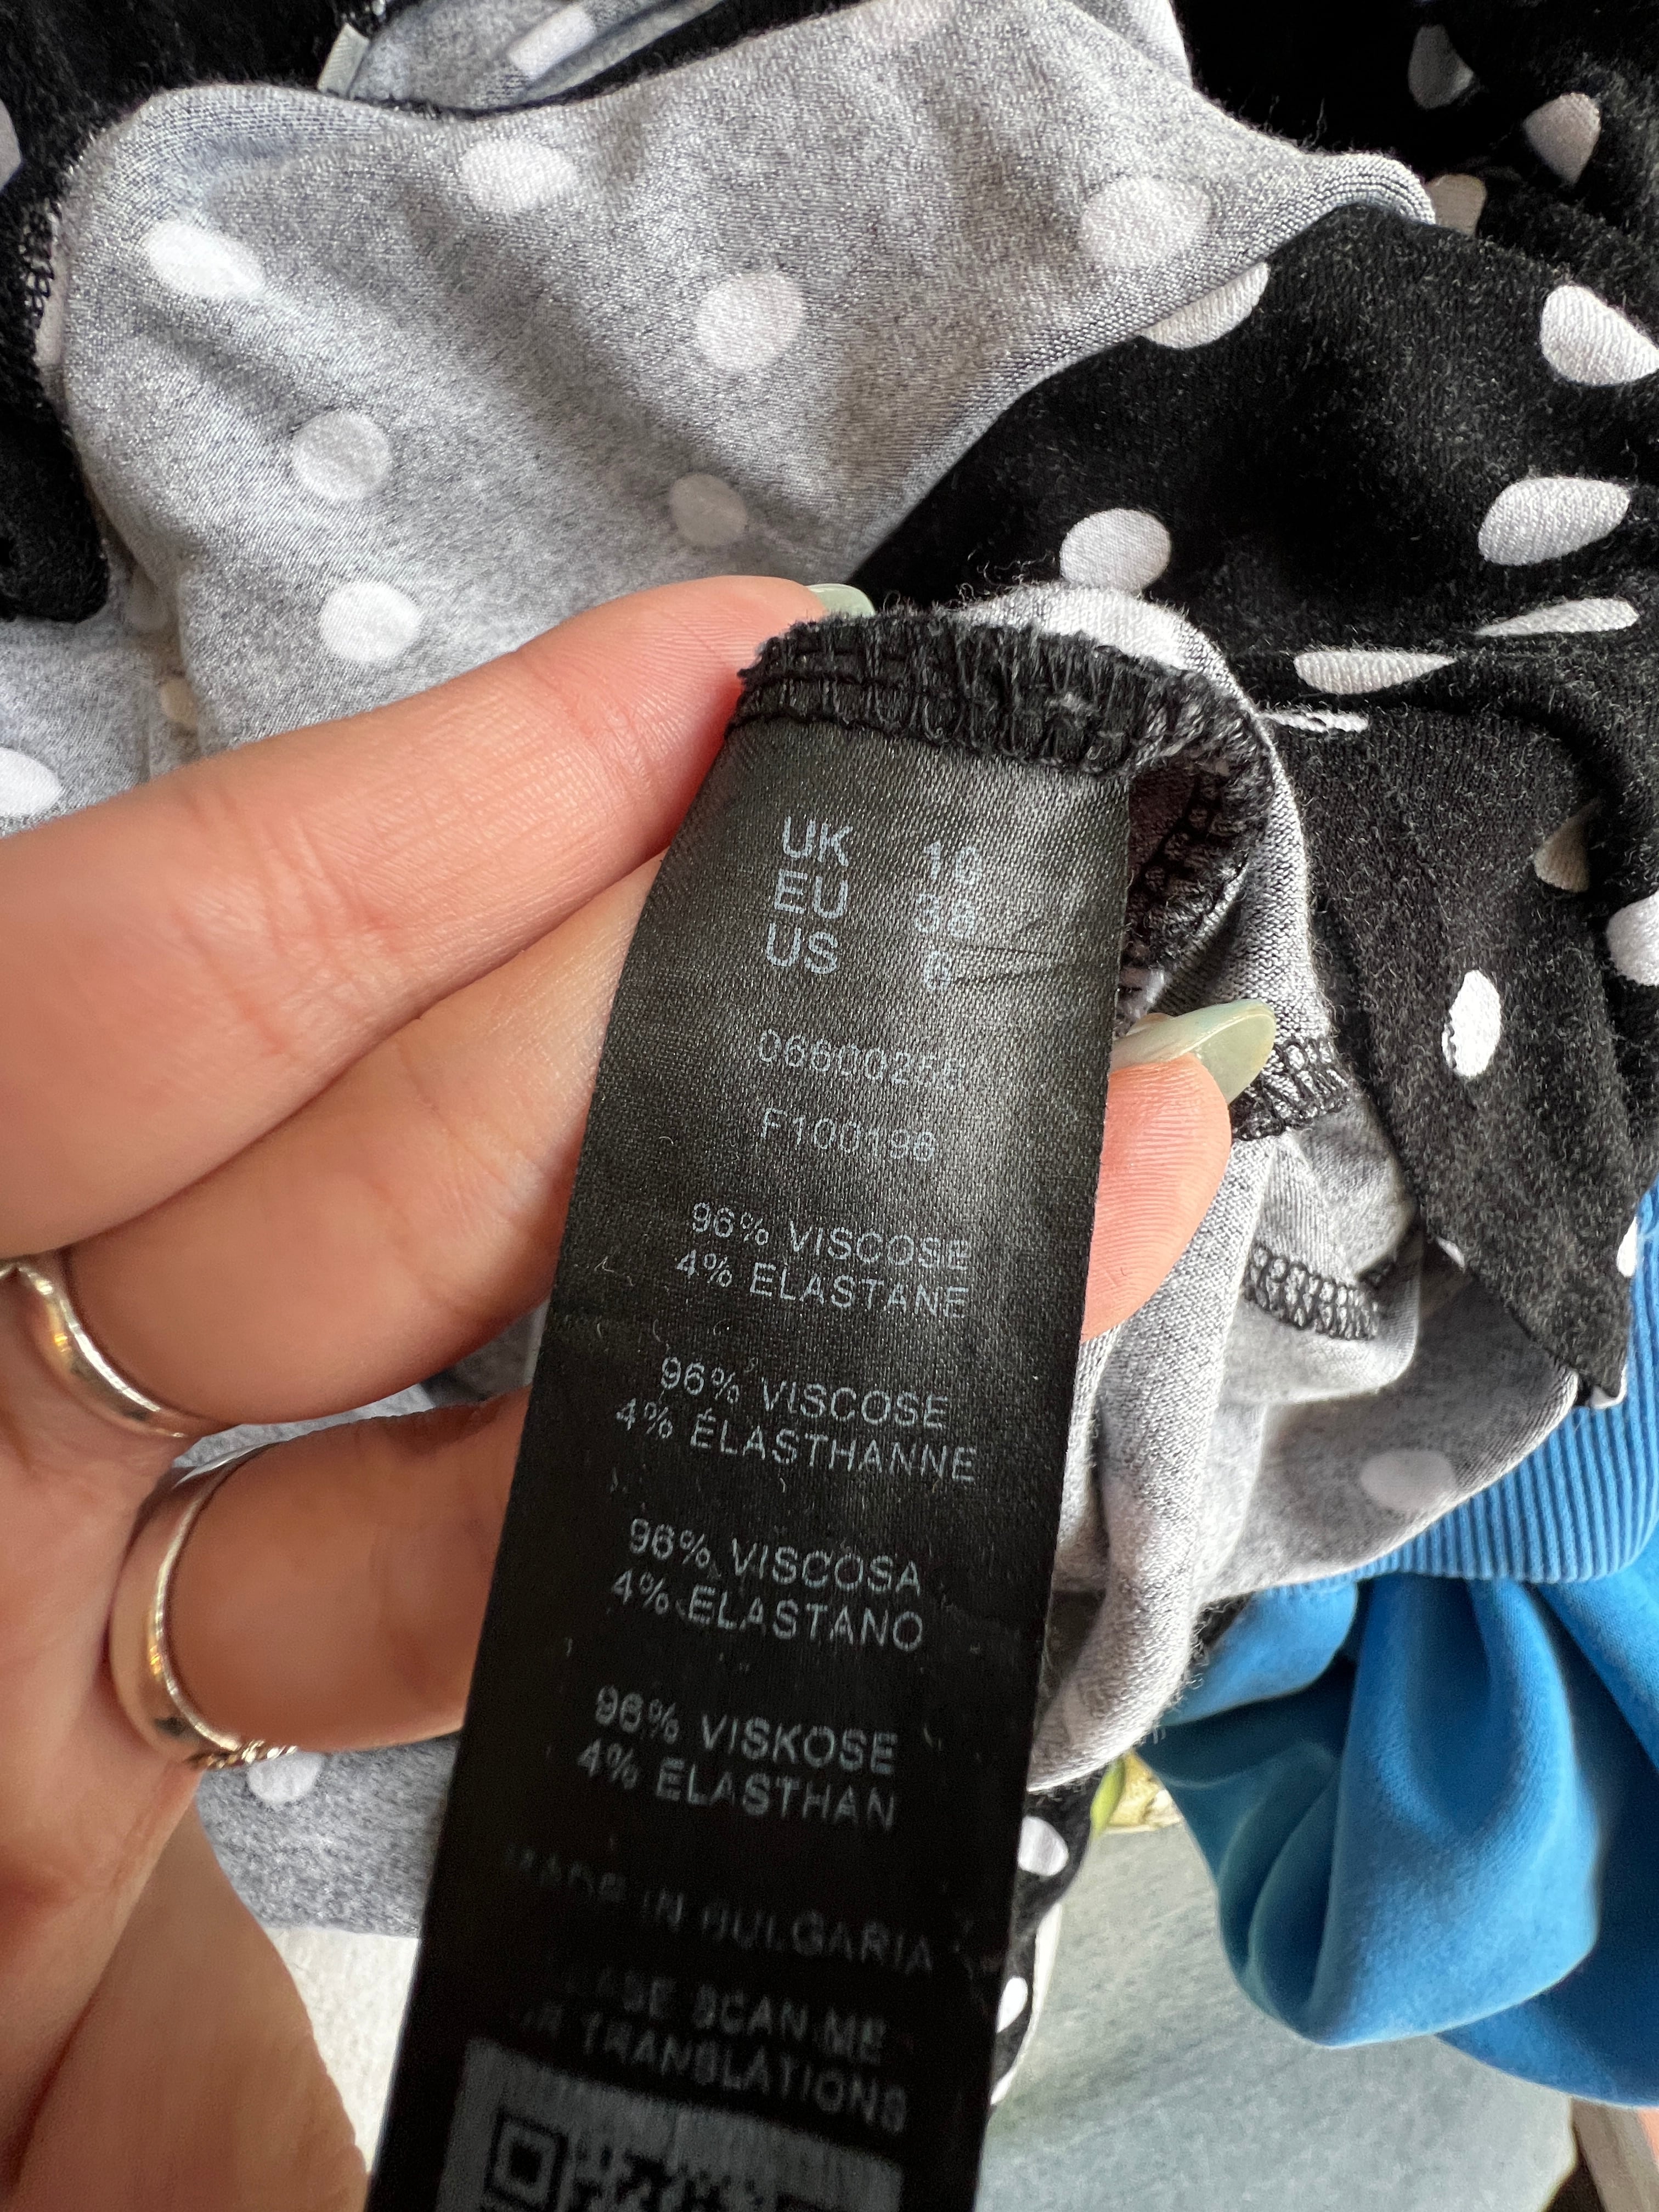 UK 10
EU 38
US 6
F100198
96% VISCOSE
4% ELASTANE
96% VISCOSE
4% ÉLASTHANNE
96% VISCOSA
4% ELASTANO
96% VISKOSE
4% ELASTHAN
MADE IN BULGARIA
SCAN ME
TRANSLATIONS